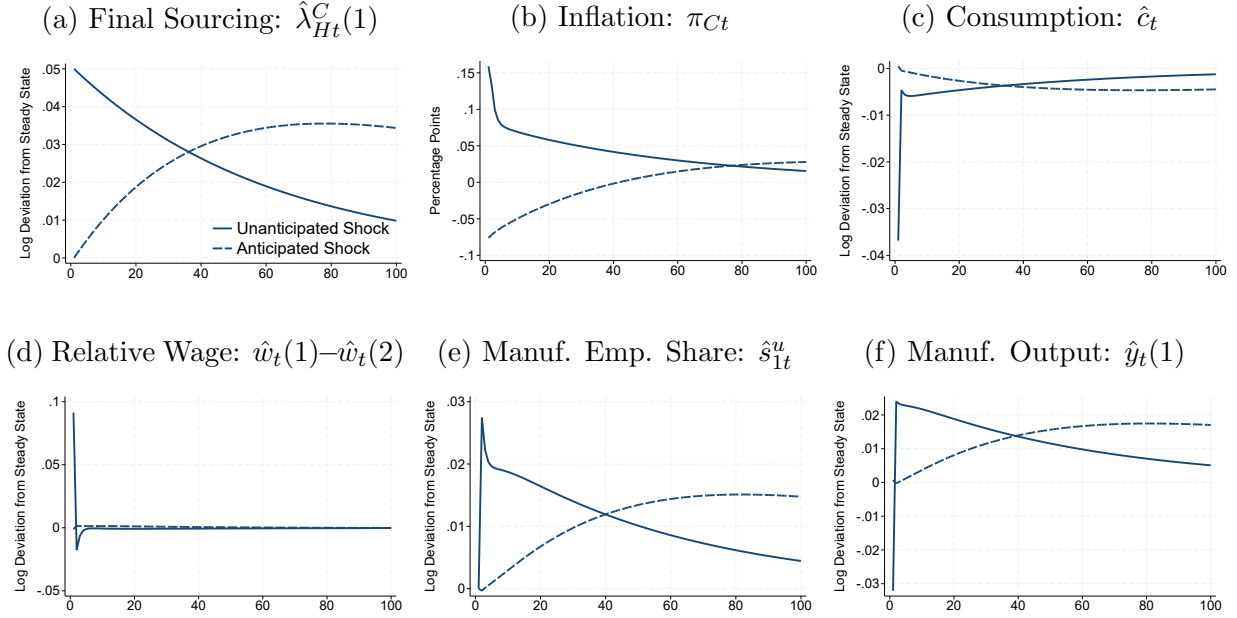 (a) Final Sourcing: λ̂^C_{Ht}(1)
Log Deviation from Steady State
.05
.04
.03
.02
.01
0
0 20 40 60 80 100
Unanticipated Shock
Anticipated Shock
(b) Inflation: π_{Ct}
Percentage Points
.15
.1
.05
0
-.05
-.1
0 20 40 60 80 100
(c) Consumption: ĉ_t
Log Deviation from Steady State
0
-.01
-.02
-.03
-.04
0 20 40 60 80 100
(d) Relative Wage: ŵ_t(1)−ŵ_t(2)
Log Deviation from Steady State
.1
.05
0
-.05
0 20 40 60 80 100
(e) Manuf. Emp. Share: ŝ^u_{1t}
Log Deviation from Steady State
.03
.02
.01
0
0 20 40 60 80 100
(f) Manuf. Output: ŷ_t(1)
Log Deviation from Steady State
.02
.01
0
-.01
-.02
-.03
0 20 40 60 80 100